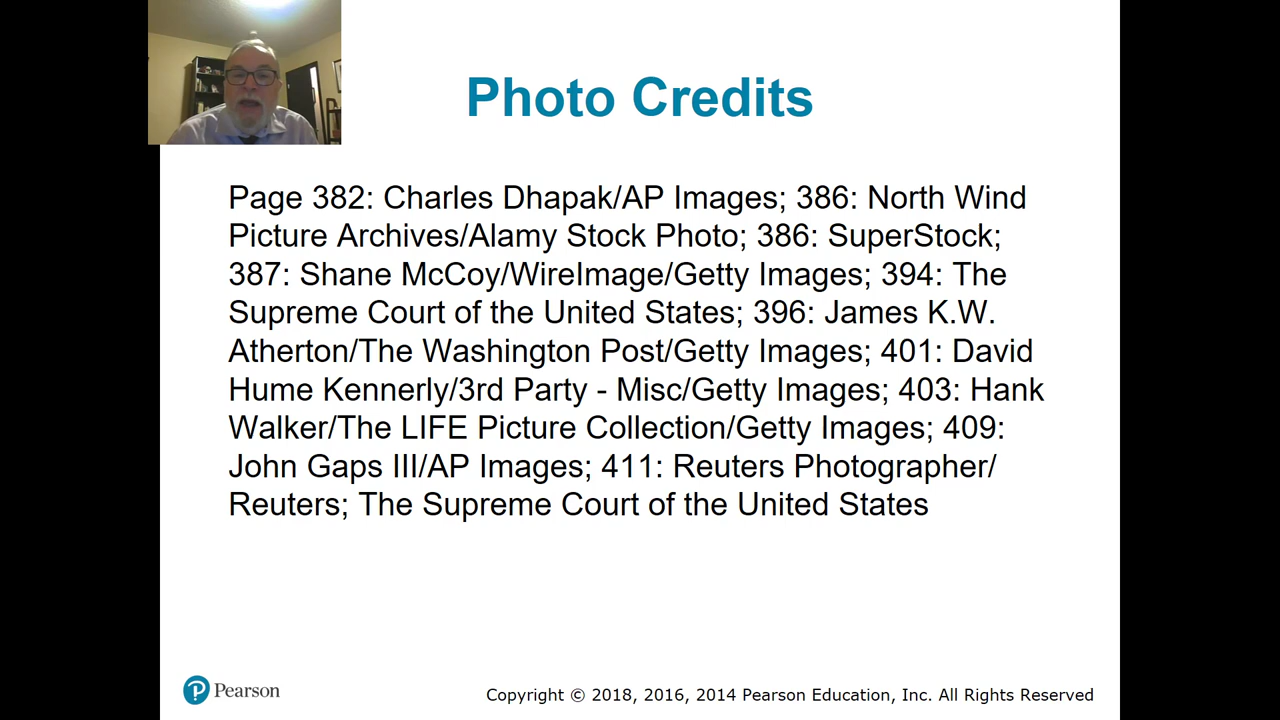 Photo Credits
Page 382: Charles Dhapak/AP Images; 386: North Wind
Picture Archives/Alamy Stock Photo; 386: SuperStock;
387: Shane McCoy/WireImage/Getty Images; 394: The
Supreme Court of the United States; 396: James K.W.
Atherton/The Washington Post/Getty Images; 401: David
Hume Kennerly/3rd Party - Misc/Getty Images; 403: Hank
Walker/The LIFE Picture Collection/Getty Images; 409:
John Gaps III/AP Images; 411: Reuters Photographer/
Reuters; The Supreme Court of the United States
Pearson
Copyright © 2018, 2016, 2014 Pearson Education, Inc. All Rights Reserved